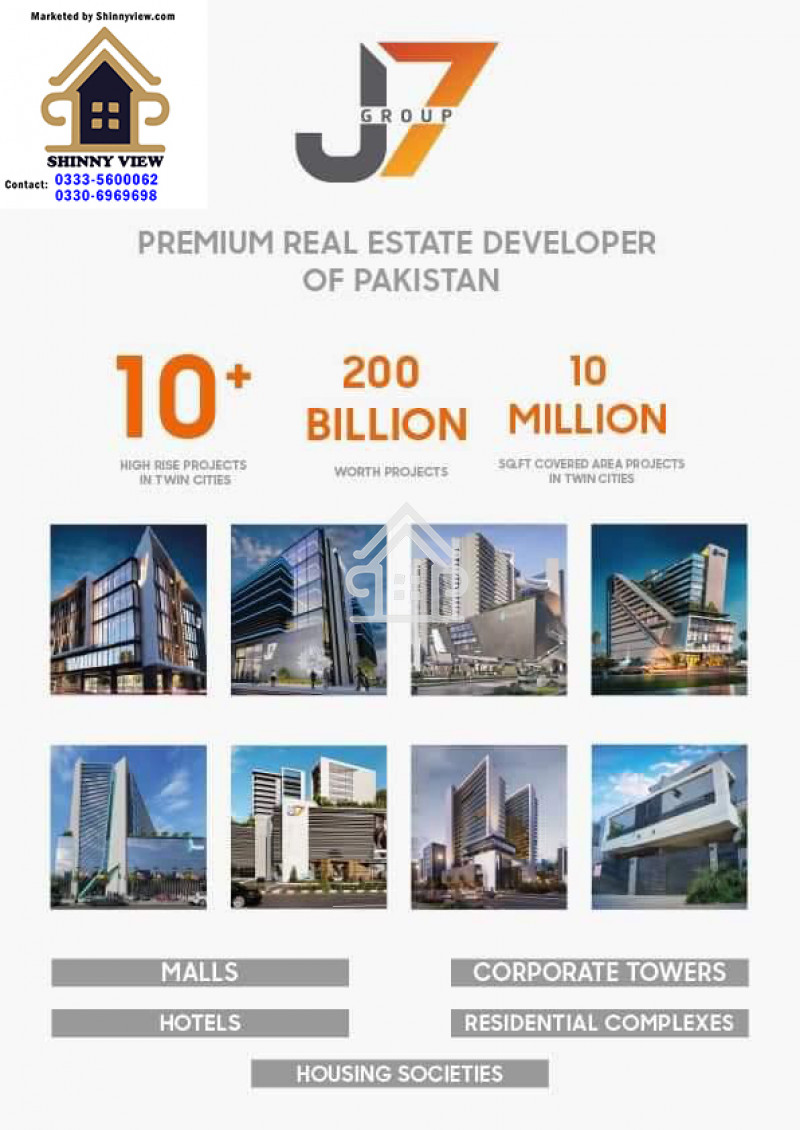 Marketed by Shinnyview.com
SHINNY VIEW
Contact: 0333-5600062
0330-6969698
J7
GROUP
PREMIUM REAL ESTATE DEVELOPER
OF PAKISTAN
10+
HIGH RISE PROJECTS
IN TWIN CITIES
200
BILLION
WORTH PROJECTS
10
MILLION
SQ.FT COVERED AREA PROJECTS
IN TWIN CITIES
J7
MALLS
CORPORATE TOWERS
HOTELS
RESIDENTIAL COMPLEXES
HOUSING SOCIETIES